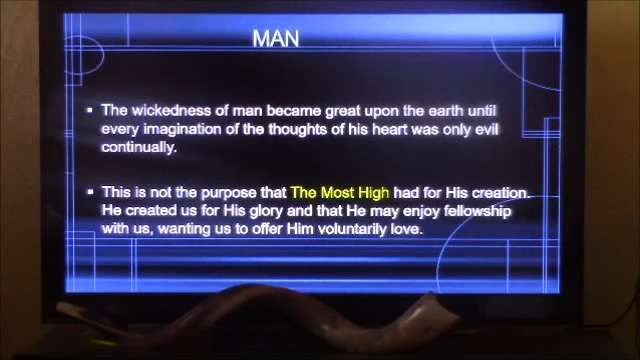 MAN
▪ The wickedness of man became great upon the earth until
every imagination of the thoughts of his heart was only evil
continually.
▪ This is not the purpose that The Most High had for His creation.
He created us for His glory and that He may enjoy fellowship
with us, wanting us to offer Him voluntarily love.